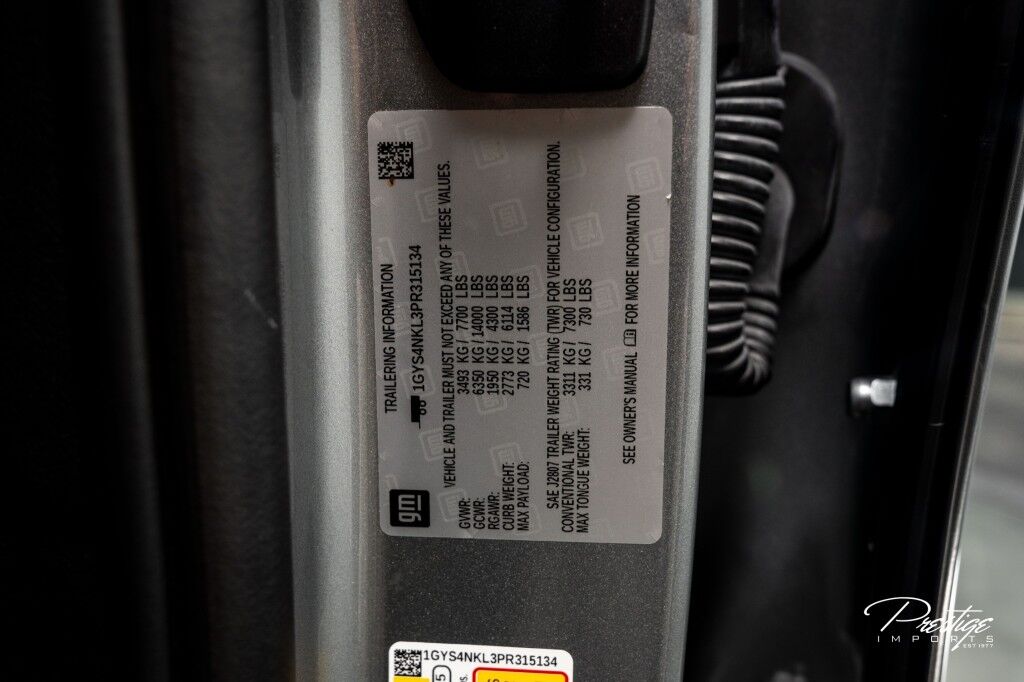 TRAILERING INFORMATION
1GYS4NKL3PR315134
VEHICLE AND TRAILER MUST NOT EXCEED ANY OF THESE VALUES.
GVWR: 3493 KG / 7700 LBS
GCWR: 6350 KG / 14000 LBS
RGAWR: 1950 KG / 4300 LBS
CURB WEIGHT: 2773 KG / 6114 LBS
MAX PAYLOAD: 720 KG / 1586 LBS
SAE J2807 TRAILER WEIGHT RATING (TWR) FOR VEHICLE CONFIGURATION.
CONVENTIONAL TWR: 3311 KG / 7300 LBS
MAX TONGUE WEIGHT: 331 KG / 730 LBS
SEE OWNER'S MANUAL FOR MORE INFORMATION
gm
1GYS4NKL3PR315134
Prestige
IMPORTS
EST 1977